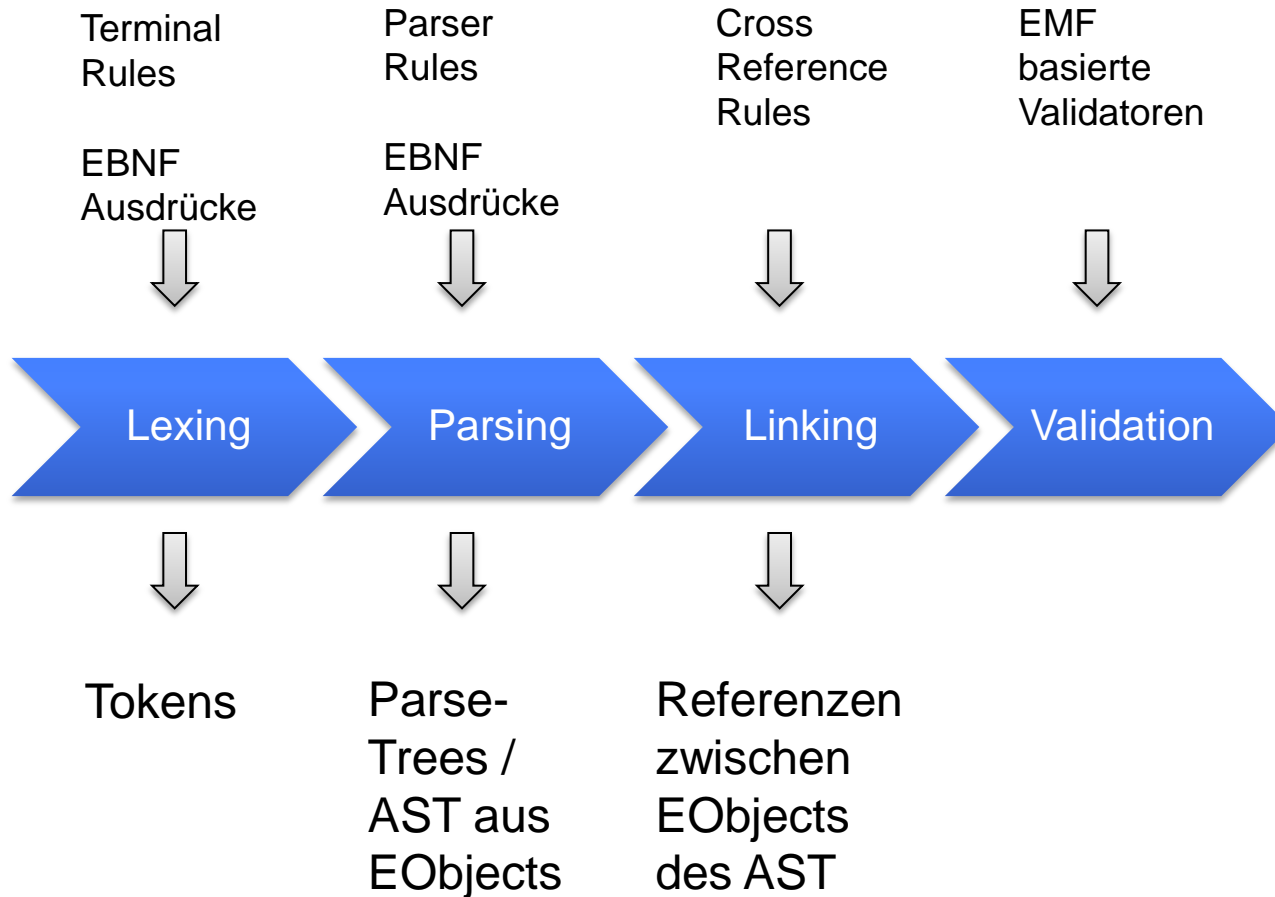 Terminal
Rules
EBNF
Ausdrücke
Parser
Rules
EBNF
Ausdrücke
Cross
Reference
Rules
EMF
basierte
Validatoren
Lexing
Parsing
Linking
Validation
Tokens
Parse-
Trees /
AST aus
EObjects
Referenzen
zwischen
EObjects
des AST